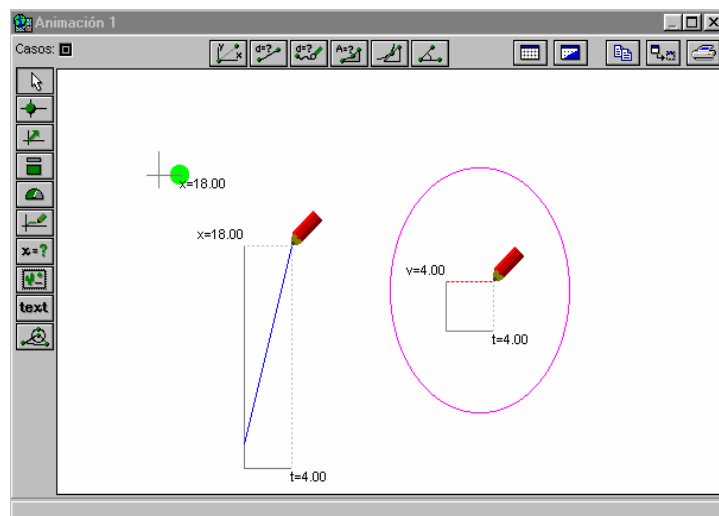 Animación 1
Casos:
y x d=? d=? A=?
x=18.00
x=18.00
v=4.00
x=?
t=4.00
text
t=4.00